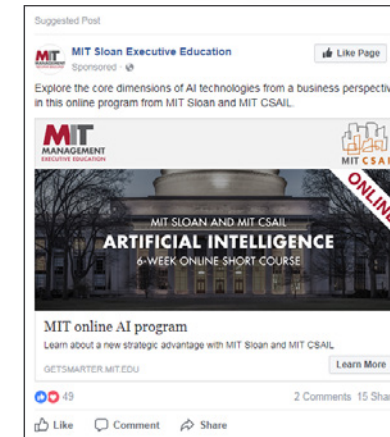 Suggested Post
MIT Sloan Executive Education
Like Page
Sponsored ·
Explore the core dimensions of AI technologies from a business perspectiv
in this online program from MIT Sloan and MIT CSAIL.
MIT
MANAGEMENT
EXECUTIVE EDUCATION
MIT CSAIL
ONLINE
MIT SLOAN AND MIT CSAIL
ARTIFICIAL INTELLIGENCE
6-WEEK ONLINE SHORT COURSE
MIT online AI program
Learn about a new strategic advantage with MIT Sloan and MIT CSAIL
GETSMARTER.MIT.EDU
Learn More
49
2 Comments 15 Shar
Like Comment Share